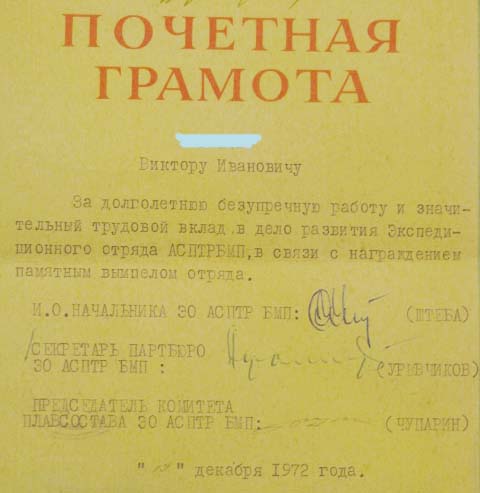 ПОЧЕТНАЯ
ГРАМОТА
Виктору Ивановичу
За долголетнюю безупречную работу и значи-
тельный трудовой вклад в дело развития Экспеди-
ционного отряда АСПТРБМП, в связи с награждением
памятным вымпелом отряда.
И.О.НАЧАЛЬНИКА ЭО АСПТР БМП: (ШТЕБА)
/СЕКРЕТАРЬ ПАРТБЮРО
ЭО АСПТР БМП : (УРЫВЧИКОВ)
ПРЕДСЕДАТЕЛЬ КОМИТЕТА
ПЛАВСОСТАВА ЭО АСПТР БМП: (ЧУПАРИН)
" " декабря 1972 года.